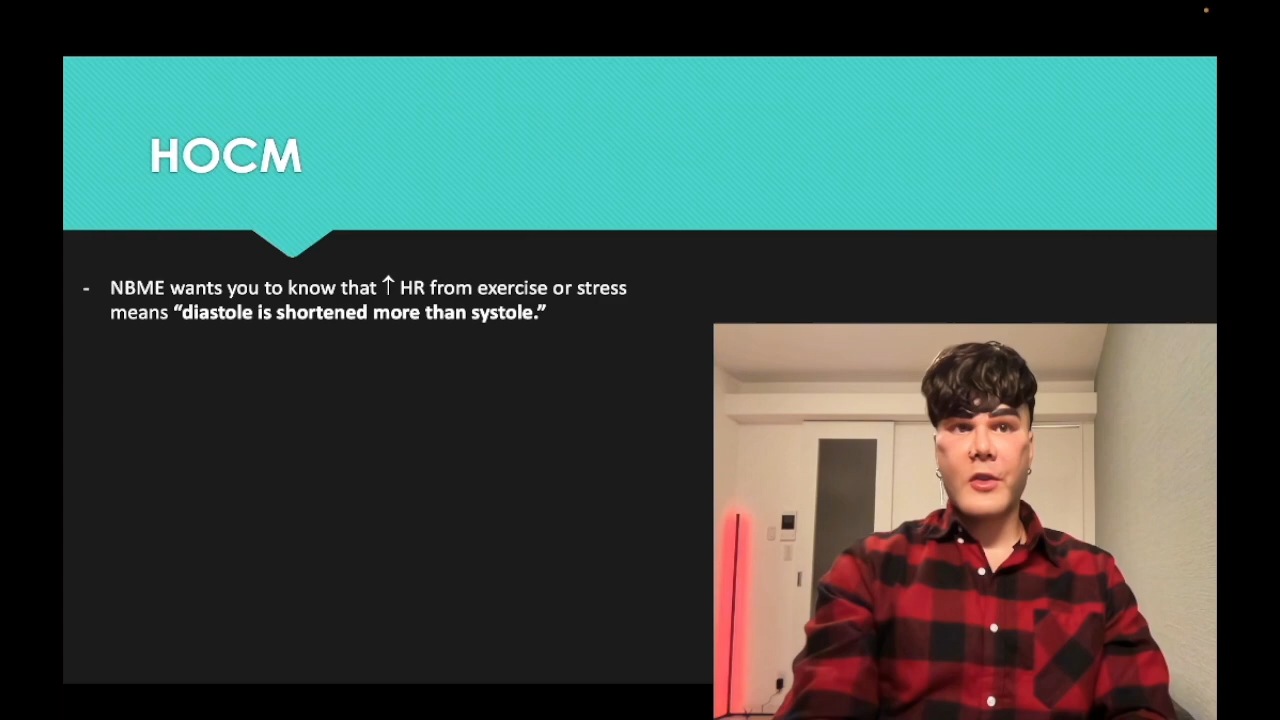 HOCM
- NBME wants you to know that ↑ HR from exercise or stress
means “diastole is shortened more than systole.”